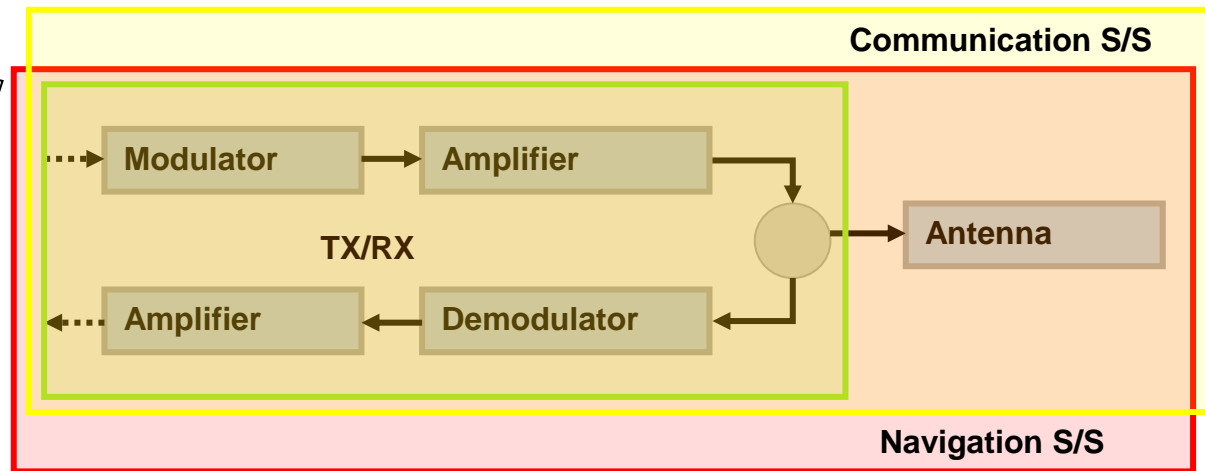 Communication S/S
Modulator
Amplifier
TX/RX
Antenna
Amplifier
Demodulator
Navigation S/S